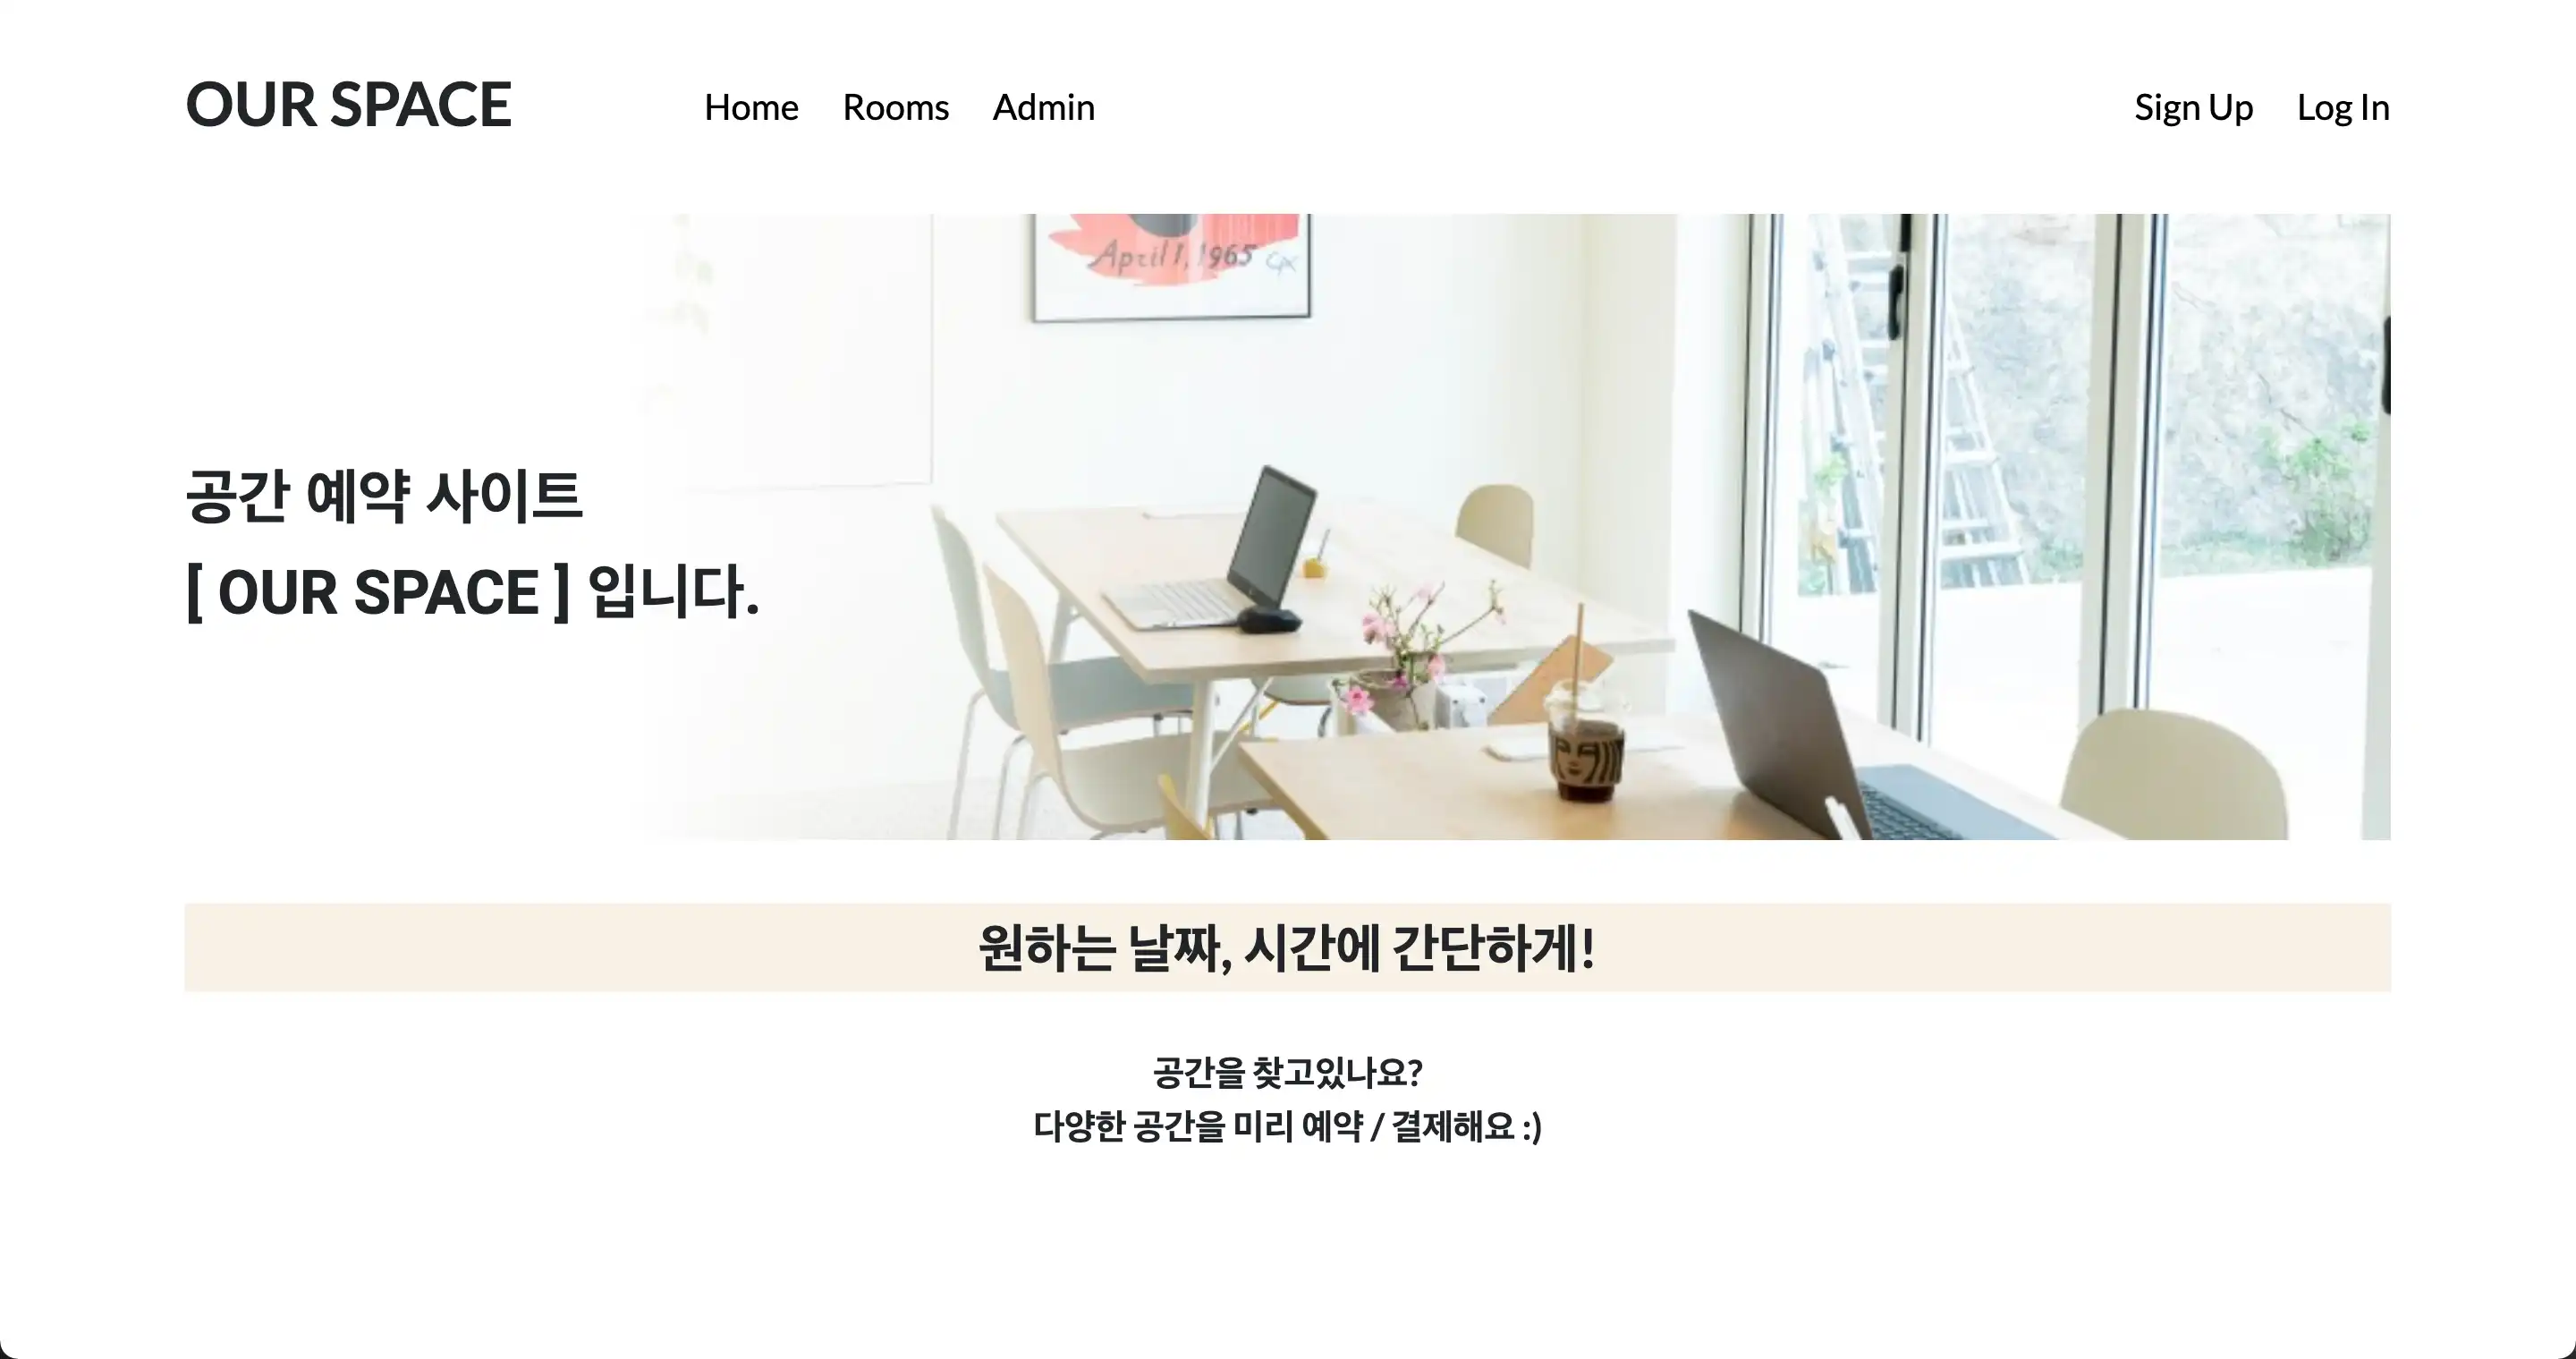 OUR SPACE
Home Rooms Admin
Sign Up Log In
April 1, 1965
공간 예약 사이트
[ OUR SPACE ] 입니다.
원하는 날짜, 시간에 간단하게!
공간을 찾고있나요?
다양한 공간을 미리 예약 / 결제해요 :)